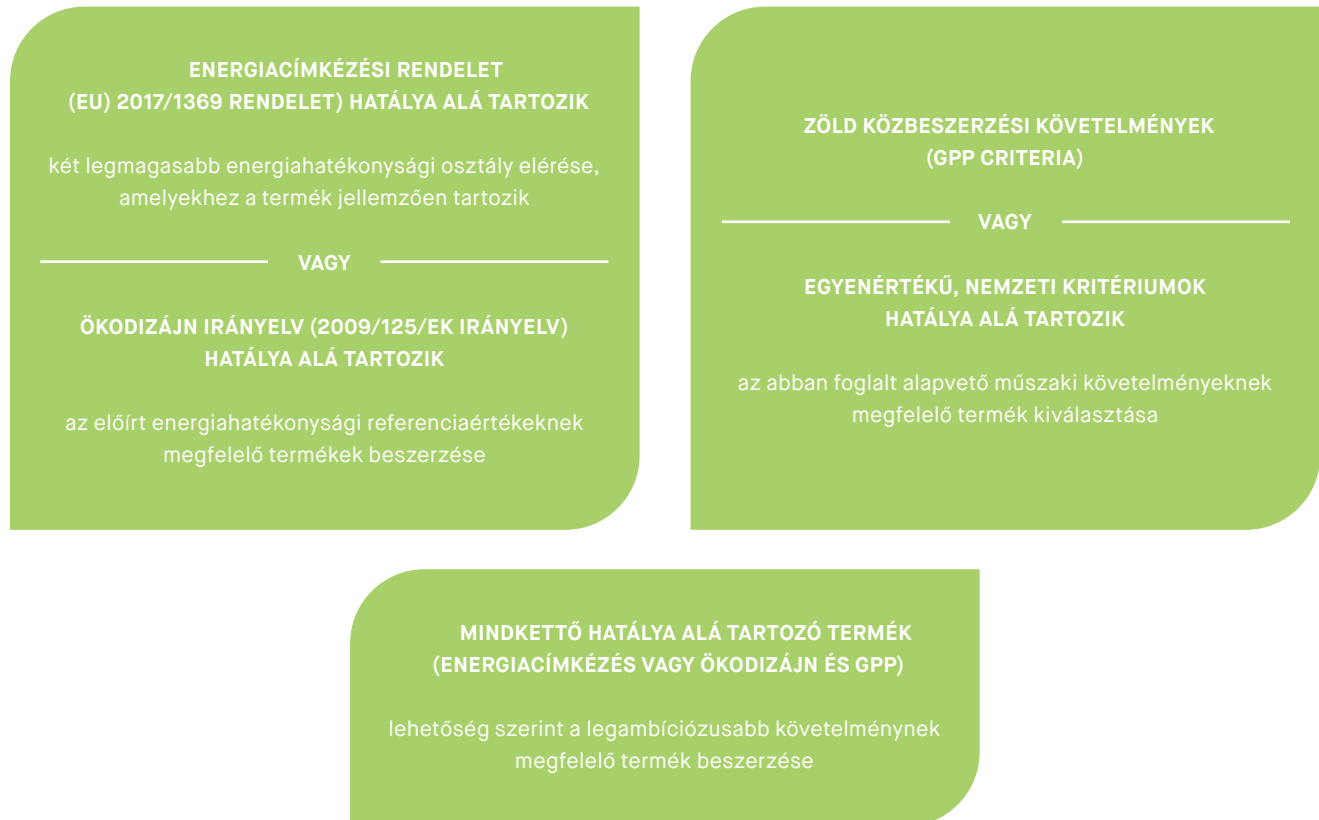 ENERGIACÍMKÉZÉSI RENDELET
(EU) 2017/1369 RENDELET) HATÁLYA ALÁ TARTOZIK
két legmagasabb energiahatékonysági osztály elérése,
amelyekhez a termék jellemzően tartozik
VAGY
ÖKODIZÁJN IRÁNYELV (2009/125/EK IRÁNYELV)
HATÁLYA ALÁ TARTOZIK
az előírt energiahatékonysági referenciaértékeknek
megfelelő termékek beszerzése
ZÖLD KÖZBESZERZÉSI KÖVETELMÉNYEK
(GPP CRITERIA)
VAGY
EGYENÉRTÉKŰ, NEMZETI KRITÉRIUMOK
HATÁLYA ALÁ TARTOZIK
az abban foglalt alapvető műszaki követelményeknek
megfelelő termék kiválasztása
MINDKETTŐ HATÁLYA ALÁ TARTOZÓ TERMÉK
(ENERGIACÍMKÉZÉS VAGY ÖKODIZÁJN ÉS GPP)
lehetőség szerint a legambíciózusabb követelménynek
megfelelő termék beszerzése